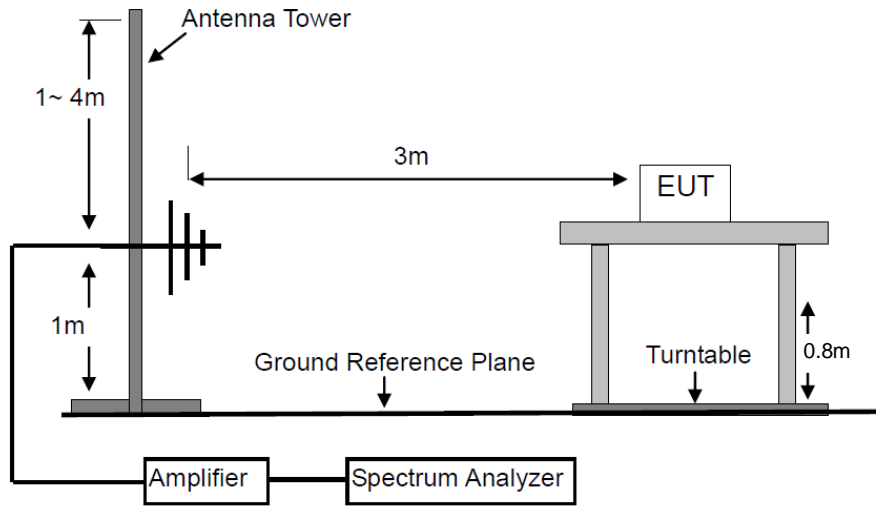 Antenna Tower
1~ 4m
3m
EUT
1m
0.8m
Ground Reference Plane
Turntable
Amplifier
Spectrum Analyzer